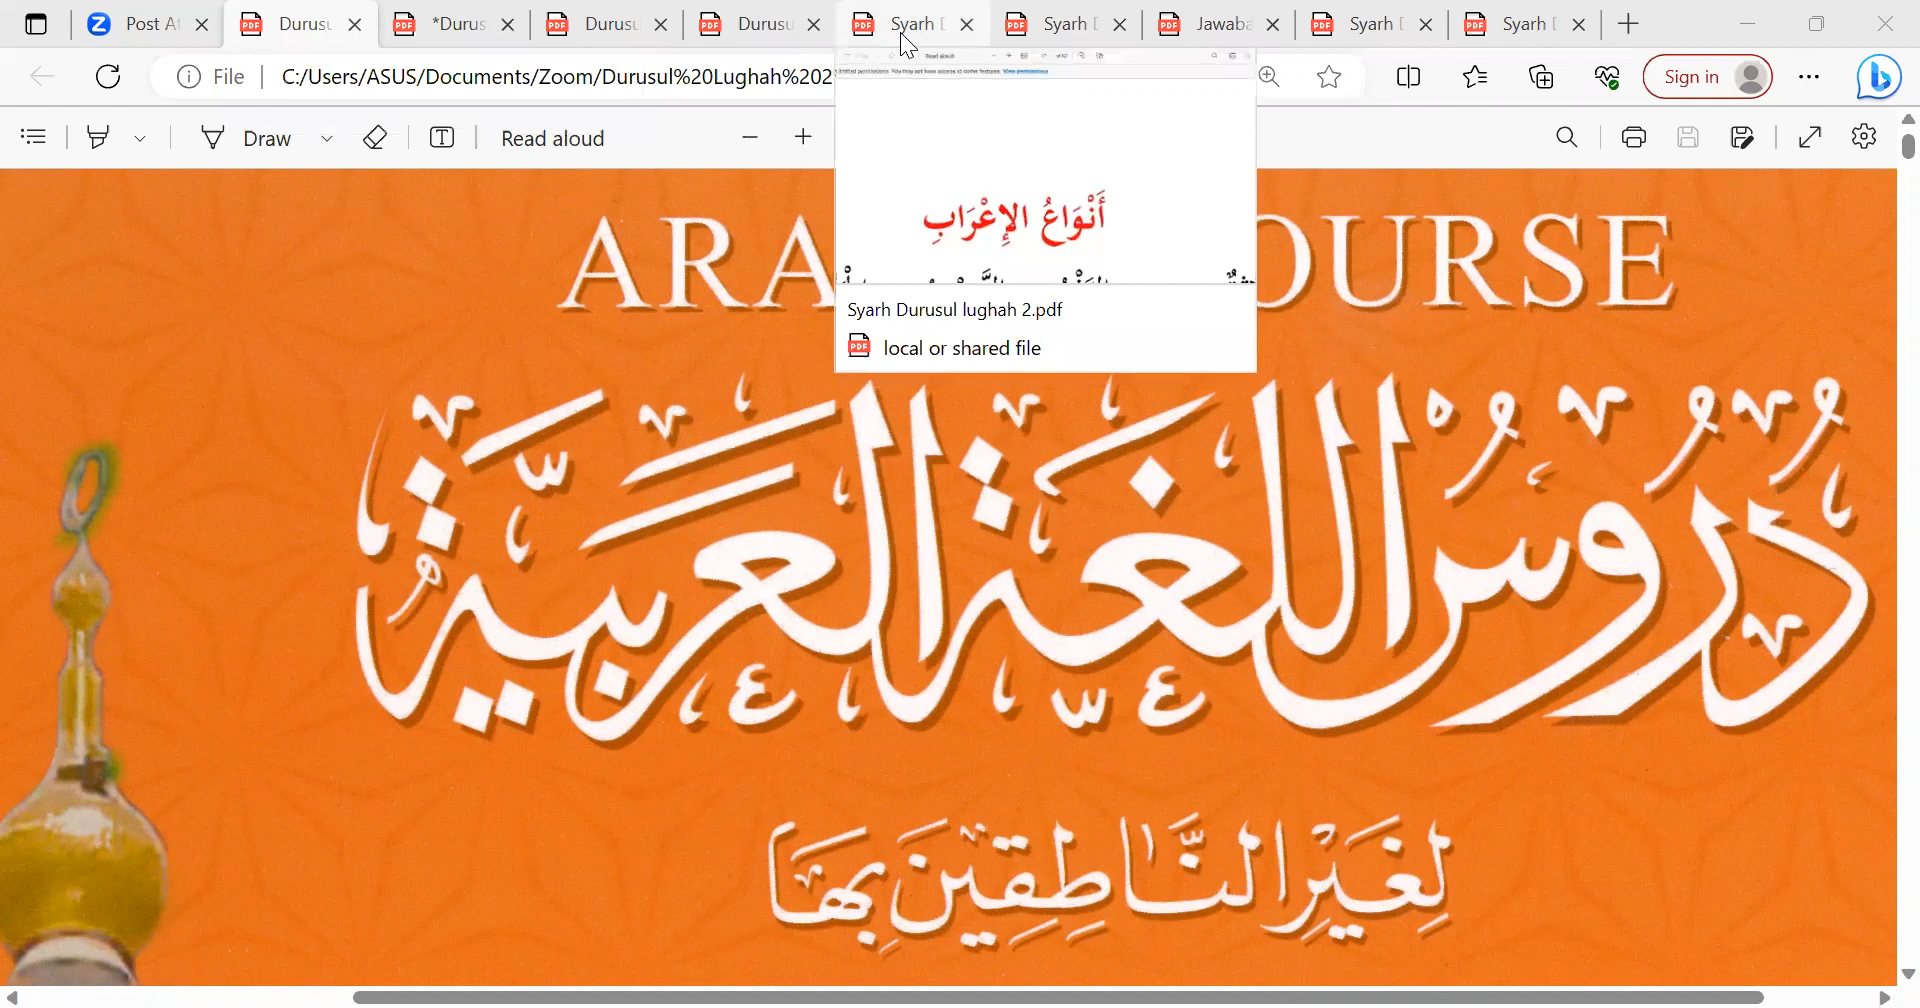 Post At
Durusu
*Durus
Durusu
Durusu
Syarh D
Syarh D
Jawaba
Syarh D
Syarh D
File
C:/Users/ASUS/Documents/Zoom/Durusul%20Lughah%202
Sign in
Draw
Read aloud
ARA
OURSE
أَنْوَاعُ الإِعْرَابِ
Syarh Durusul lughah 2.pdf
PDF local or shared file
دُرُوسُ اللُّغَةِ العَرَبِيَّةِ
لِغَيْرِ النَّاطِقِيْنَ بِهَا